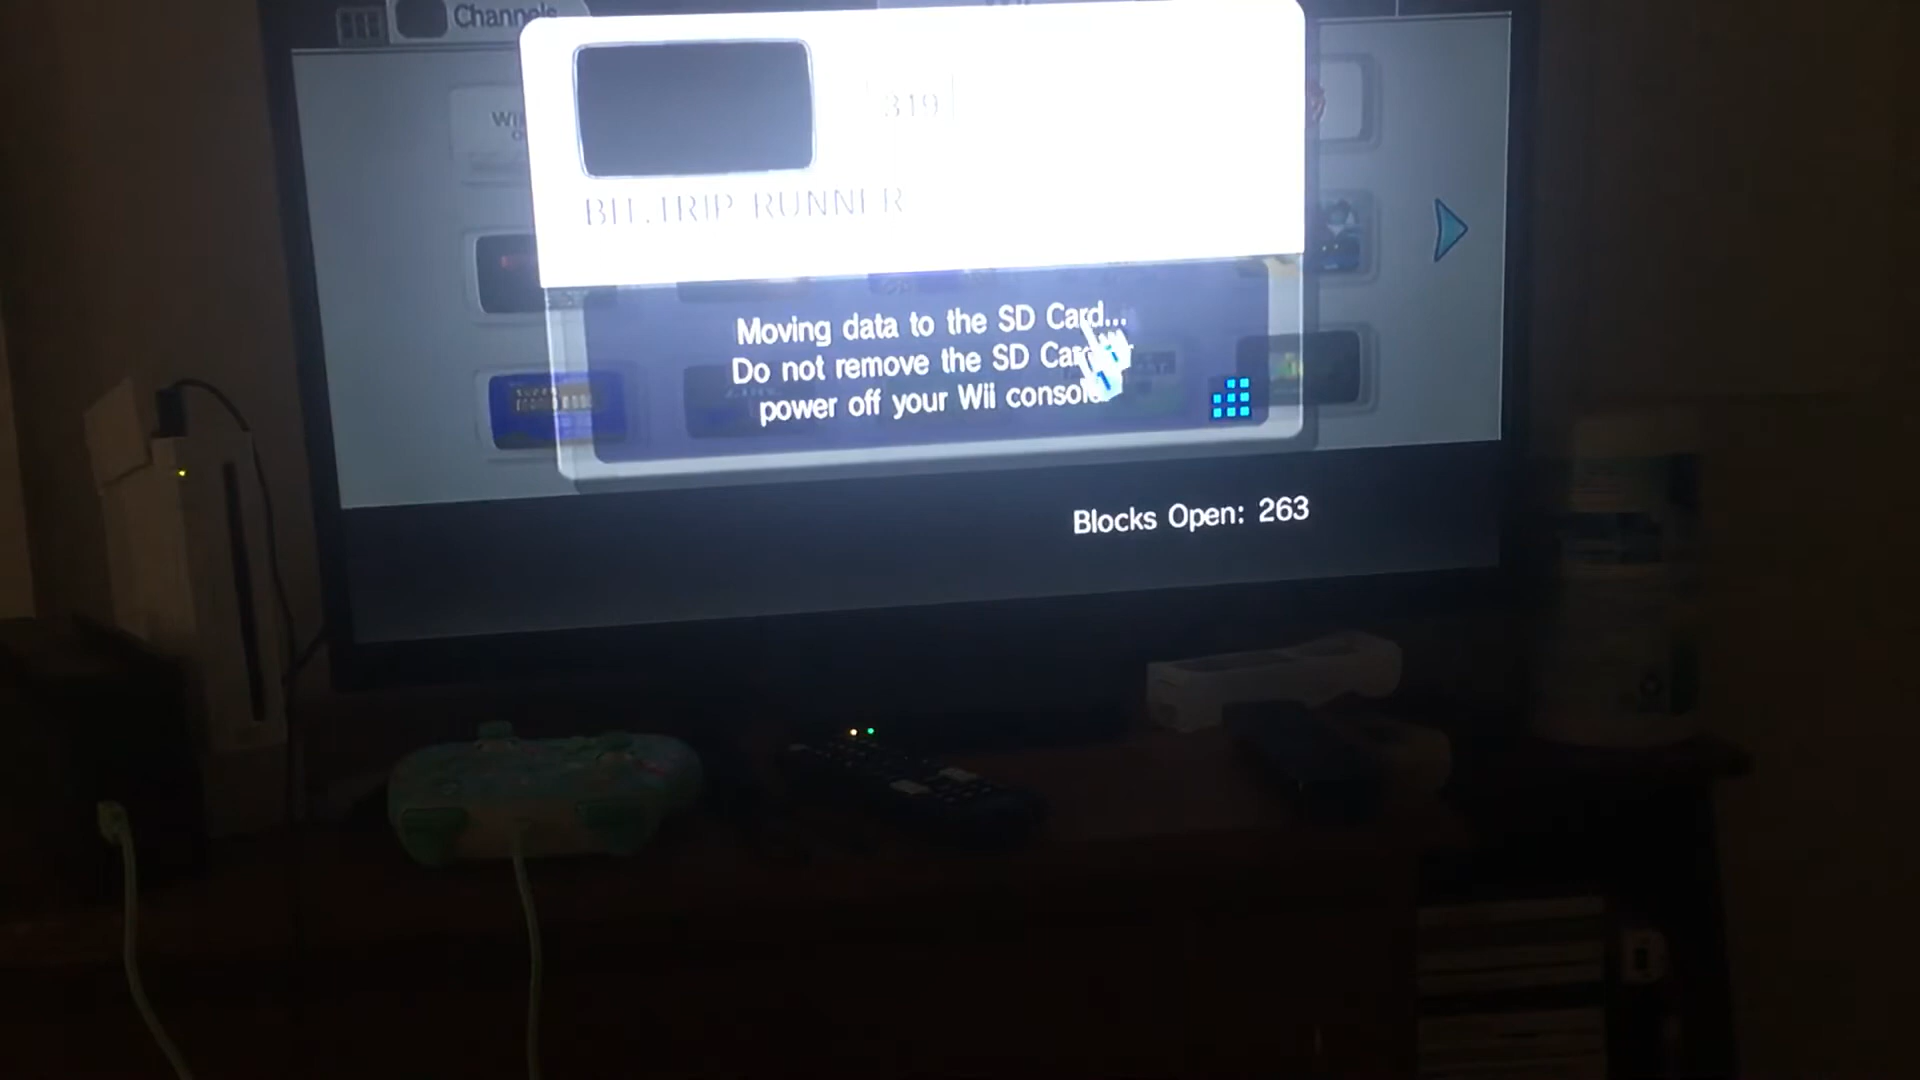 Channels
319
BIT.TRIP RUNNER
Moving data to the SD Card...
Do not remove the SD Card or
power off your Wii console.
Blocks Open: 263